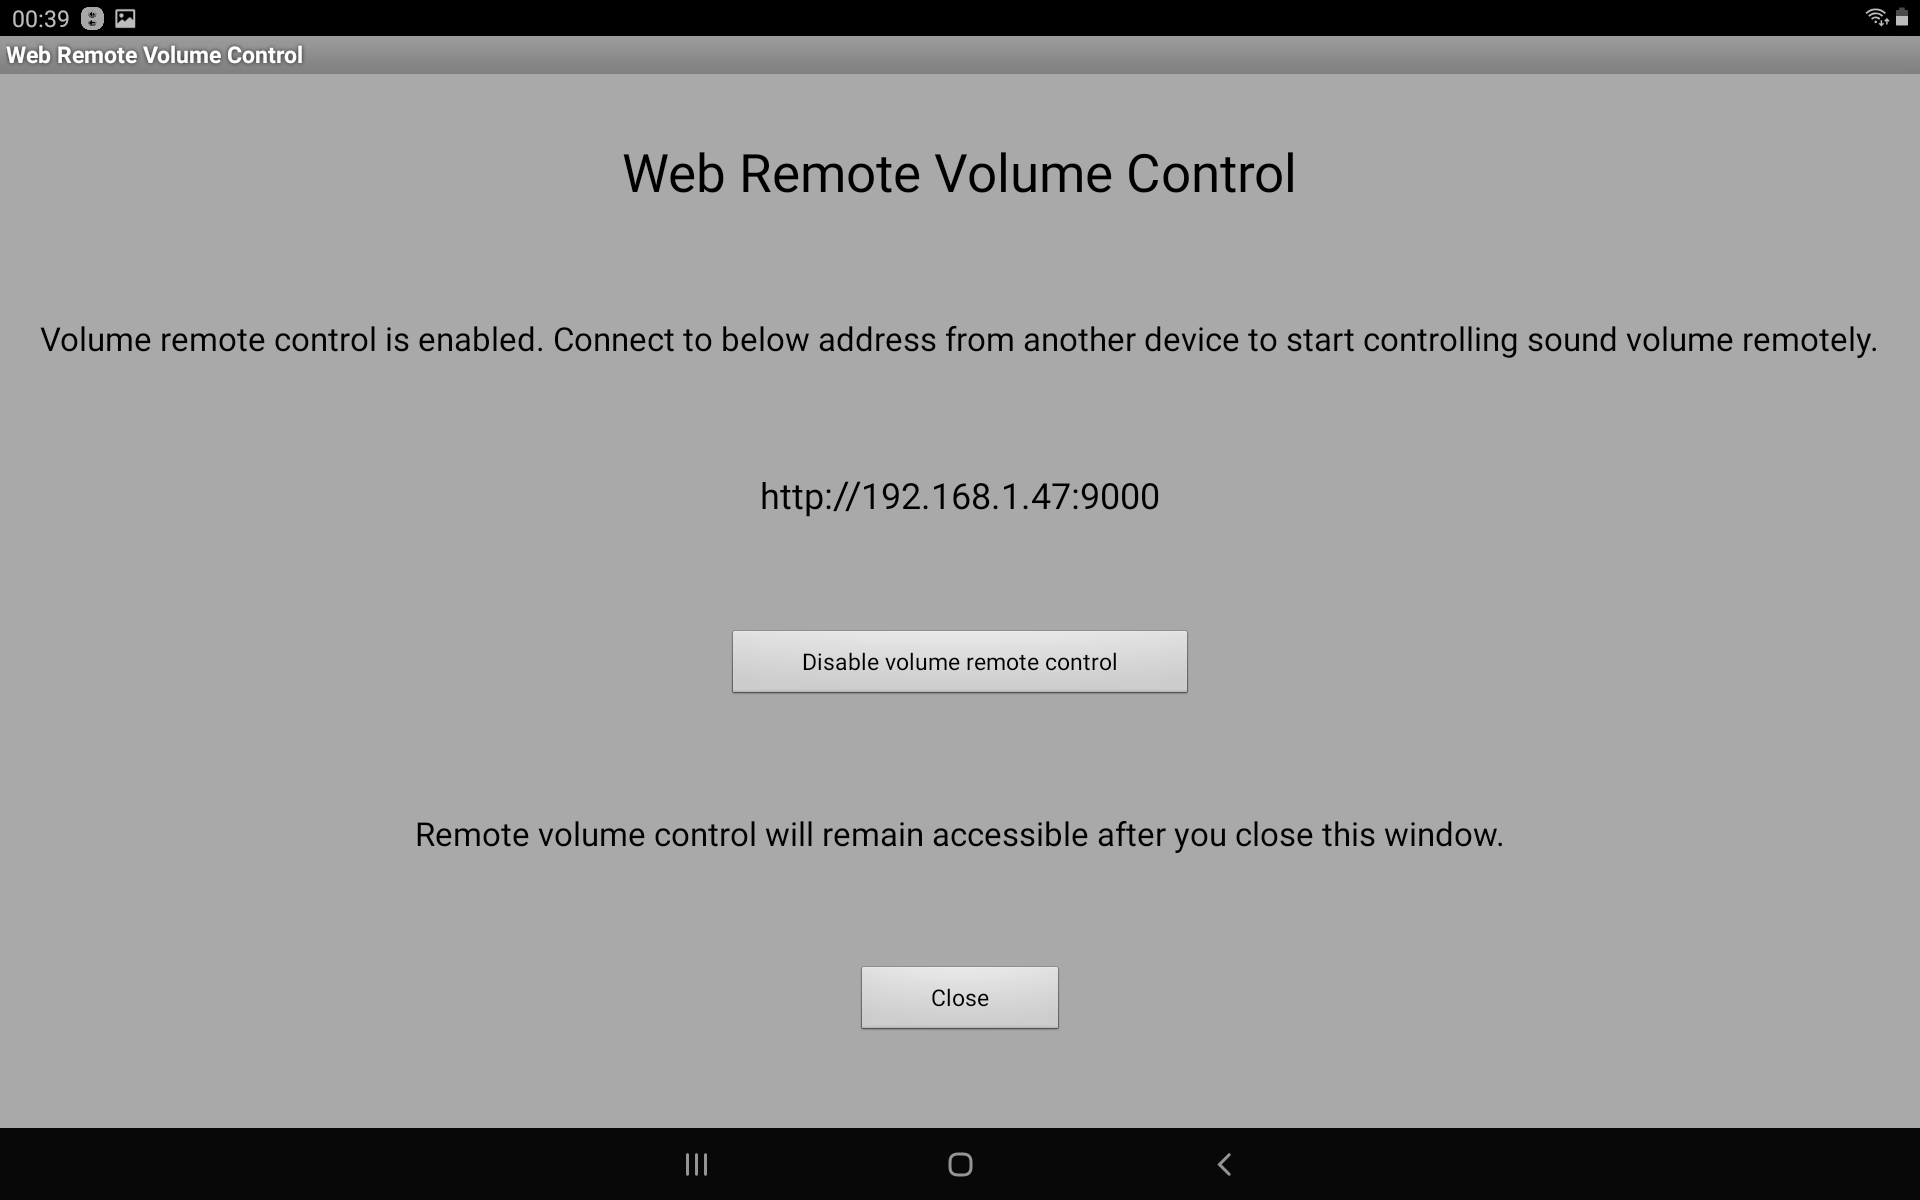 00:39
Web Remote Volume Control
Web Remote Volume Control
Volume remote control is enabled. Connect to below address from another device to start controlling sound volume remotely.
http://192.168.1.47:9000
Disable volume remote control
Remote volume control will remain accessible after you close this window.
Close